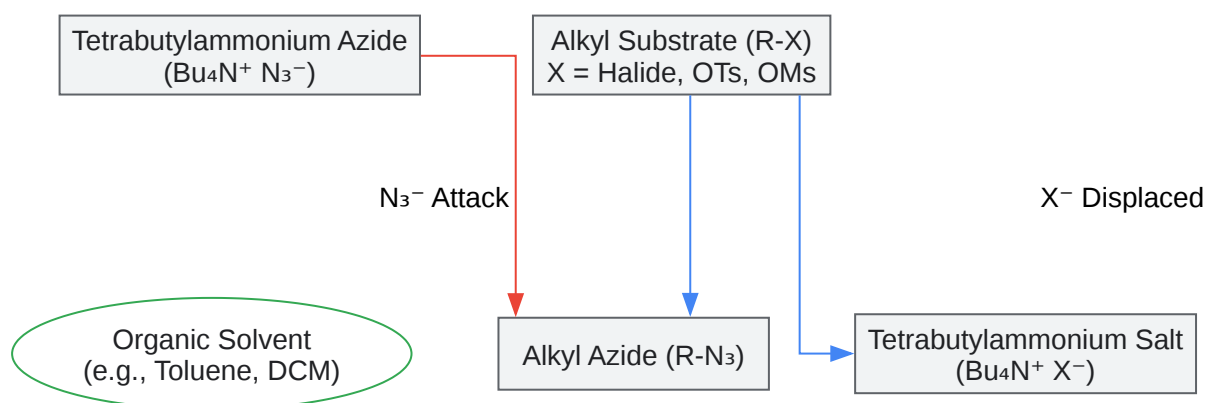 Tetrabutylammonium Azide
(Bu₄N⁺ N₃⁻)
Alkyl Substrate (R-X)
X = Halide, OTs, OMs
N₃⁻ Attack
X⁻ Displaced
Organic Solvent
(e.g., Toluene, DCM)
Alkyl Azide (R-N₃)
Tetrabutylammonium Salt
(Bu₄N⁺ X⁻)